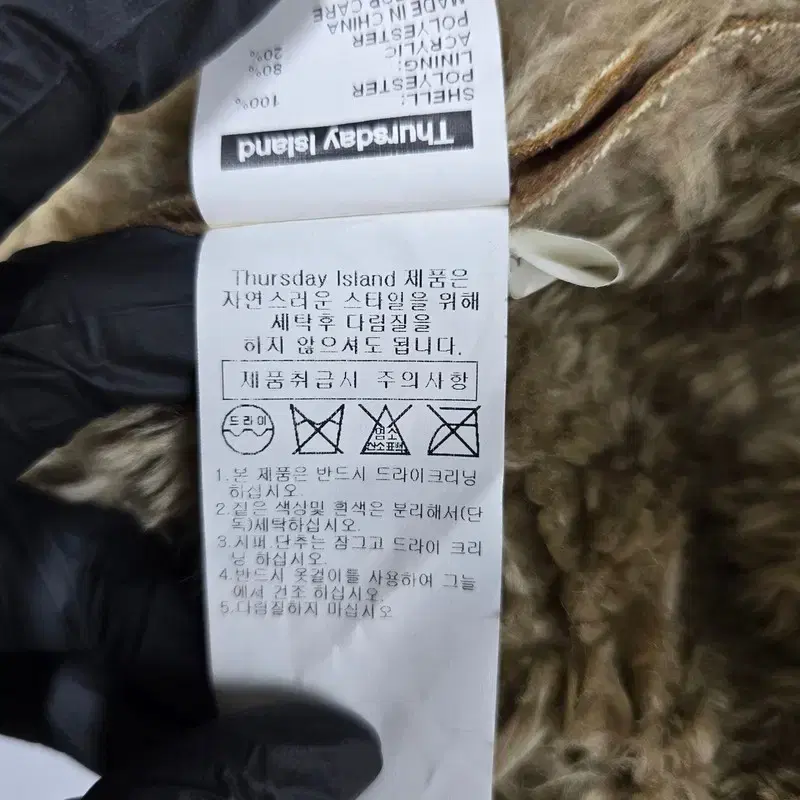 Thursday Island
SHELL:
POLYESTER 100%
LINING:
POLYESTER 80%
ACRYLIC 20%
MADE IN CHINA
CARE
Thursday Island 제품은
자연스러운 스타일을 위해
세탁후 다림질을
하지 않으셔도 됩니다.
제품취급시 주의사항
드라이
염소
산소표백
1.본 제품은 반드시 드라이크리닝
하십시오.
2.짙은 색상및 흰색은 분리해서(단
독)세탁하십시오.
3.지퍼.단추는 잠그고 드라이 크리
닝 하십시오.
4.반드시 옷걸이를 사용하여 그늘
에서 건조 하십시오.
5.다림질하지 마십시오